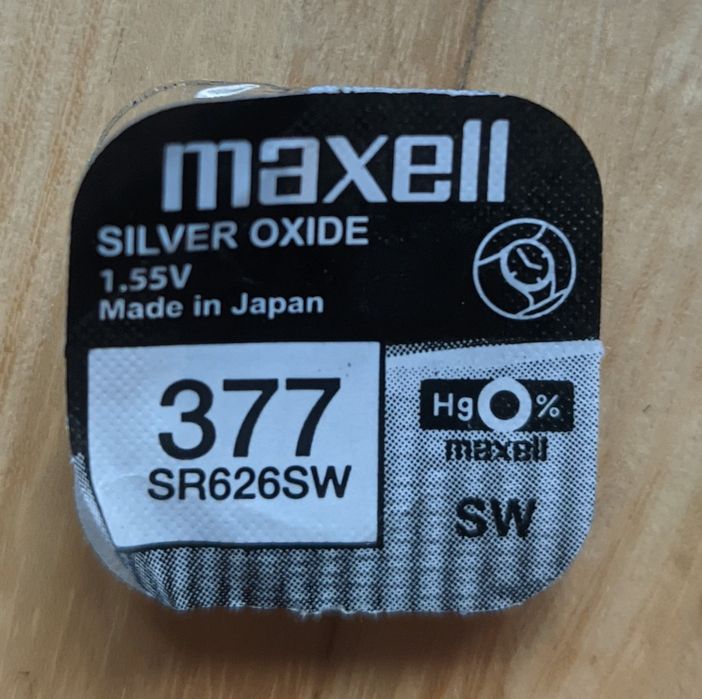 maxell
SILVER OXIDE
1.55V
Made in Japan
377
SR626SW
Hg0%
maxell
SW